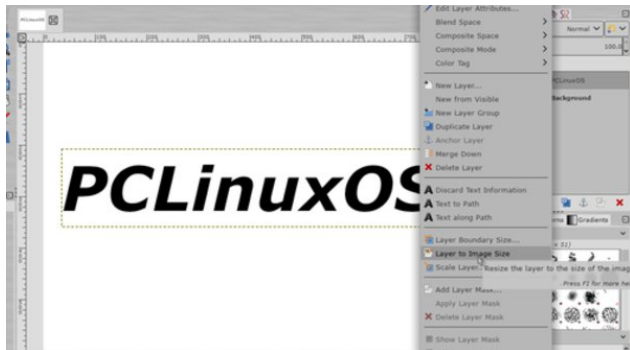 PCLinuxOS
Edit Layer Attributes...
Blend Space
Composite Space
Composite Mode
Color Tag
New Layer...
New from Visible
New Layer Group
Duplicate Layer
Anchor Layer
Merge Down
Delete Layer
Discard Text Information
Text to Path
Text along Path
Layer Boundary Size...
Layer to Image Size
Scale Layer...
Resize the layer to the size of the imag
Add Layer Mask...
Press F1 for more he
Apply Layer Mask
Delete Layer Mask
Show Layer Mask
Normal
100.0
PCLinuxOS
Background
Gradients
PCLinuxOS